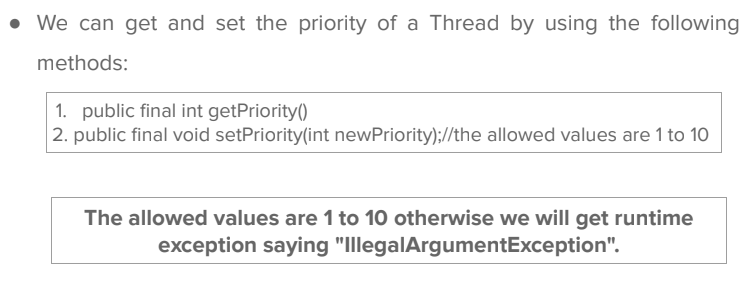 ● We can get and set the priority of a Thread by using the following
methods:
1. public final int getPriority()
2. public final void setPriority(int newPriority);//the allowed values are 1 to 10
The allowed values are 1 to 10 otherwise we will get runtime
exception saying "IllegalArgumentException".